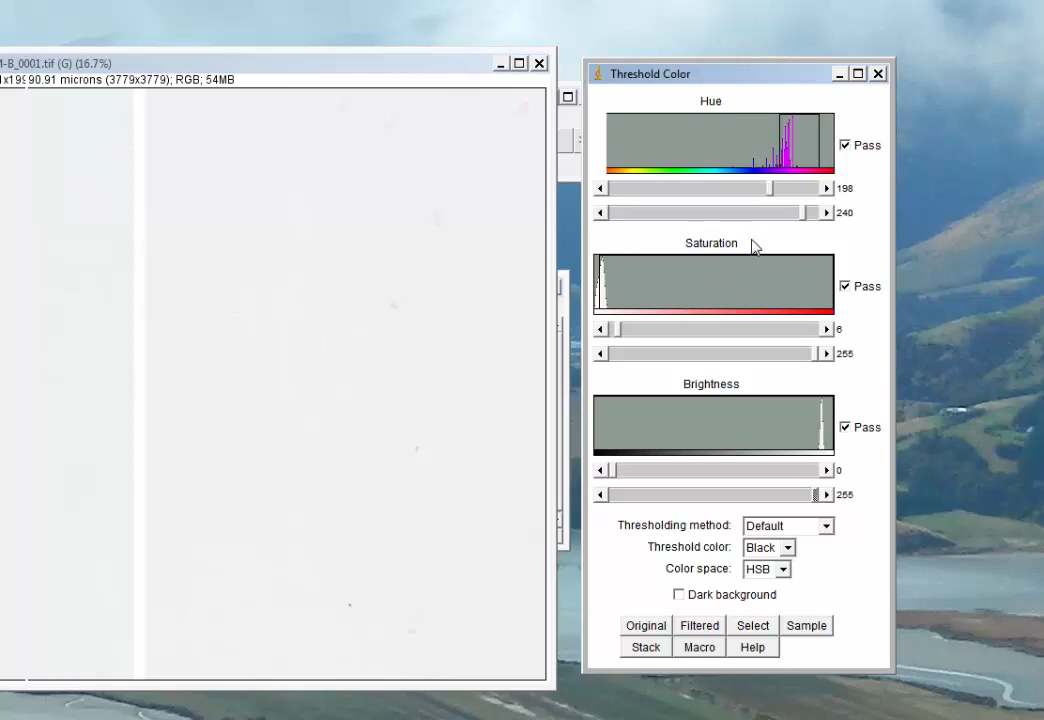 M-B_0001.tif (G) (16.7%)
90.91 microns (3779x3779); RGB; 54MB
Threshold Color
Hue
Pass
198
240
Saturation
Pass
6
255
Brightness
Pass
0
255
Thresholding method: Default
Threshold color: Black
Color space: HSB
Dark background
Original Filtered Select Sample
Stack Macro Help